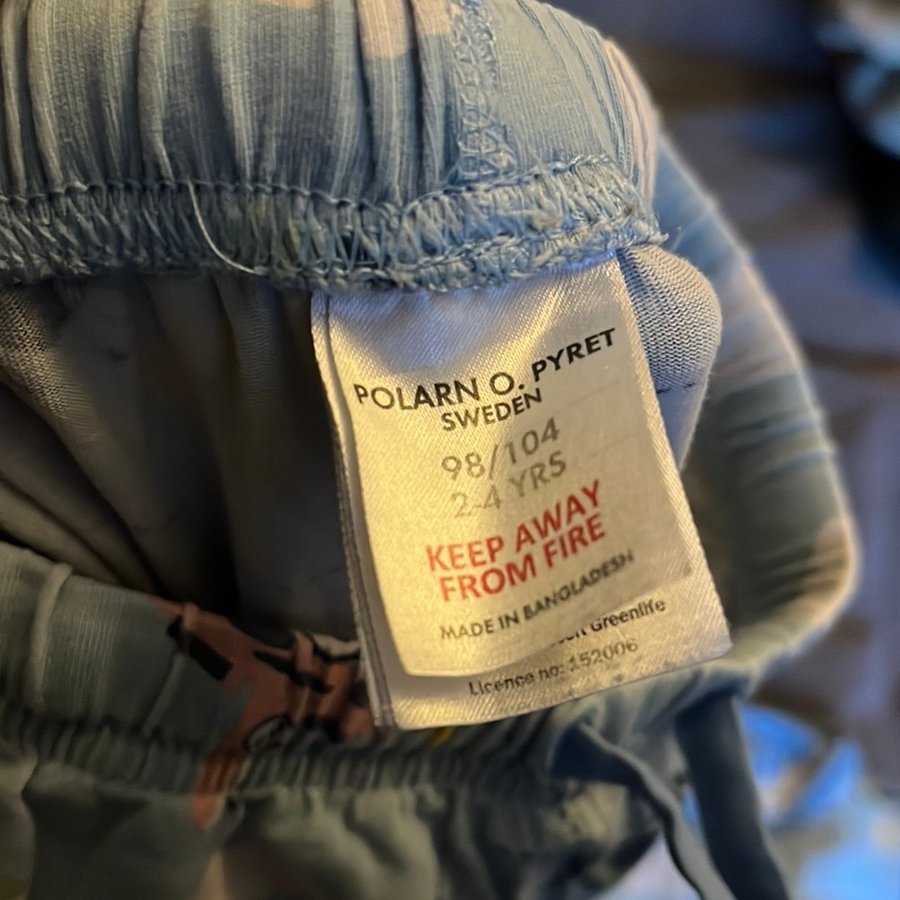 POLARN O. PYRET
SWEDEN
98/104
2-4 YRS
KEEP AWAY
FROM FIRE
MADE IN BANGLADESH
Greenlife
Licence no: 152006